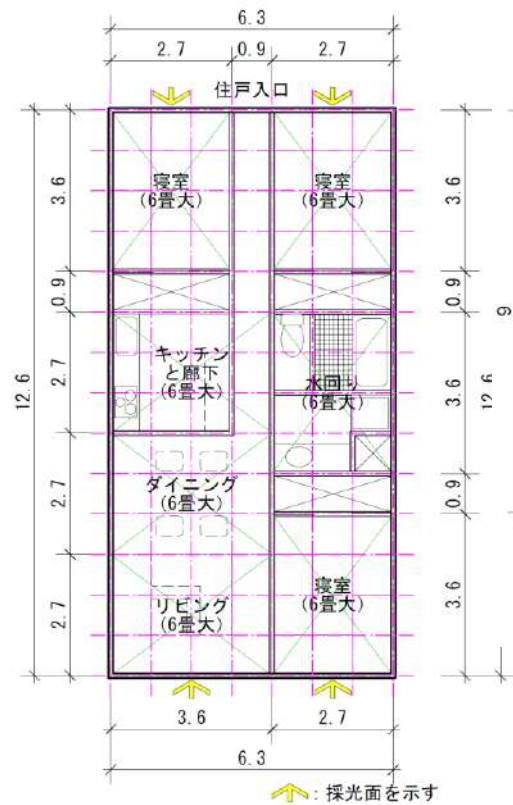 6.3
2.7
0.9
2.7
住戸入口
寝室
(6畳大)
寝室
(6畳大)
3.6
3.6
0.9
0.9
キッチン
と廊下
(6畳大)
水回り
(6畳大)
2.7
3.6
12.6
9
12.6
ダイニング
(6畳大)
2.7
0.9
リビング
(6畳大)
寝室
(6畳大)
2.7
3.6
3.6
2.7
6.3
:採光面を示す